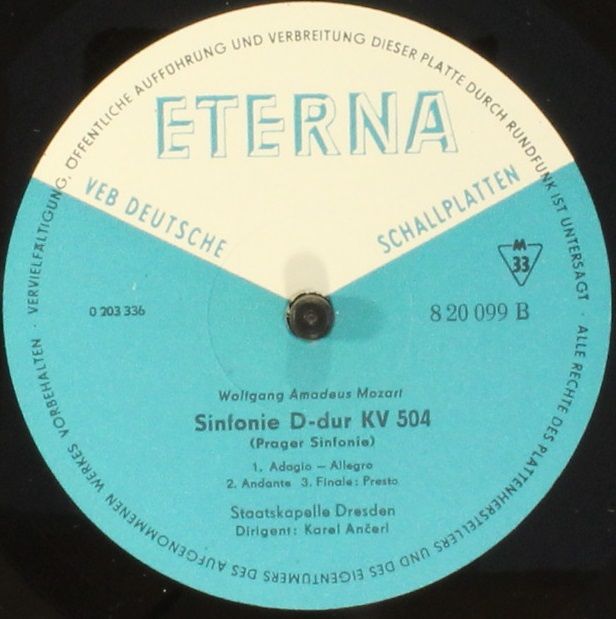 VERVIELFÄLTIGUNG, ÖFFENTLICHE AUFFÜHRUNG UND VERBREITUNG DIESER PLATTE DURCH RUNDFUNK IST UNTERSAGT · ALLE RECHTE DES PLATTENHERSTELLERS UND DES EIGENTUMERS DES AUFGENOMMENEN WERKES VORBEHALTEN ·
ETERNA
VEB DEUTSCHE SCHALLPLATTEN
M
33
0 203 336
8 20 099 B
Wolfgang Amadeus Mozart
Sinfonie D-dur KV 504
(Prager Sinfonie)
1. Adagio – Allegro
2. Andante 3. Finale: Presto
Staatskapelle Dresden
Dirigent: Karel Ančerl